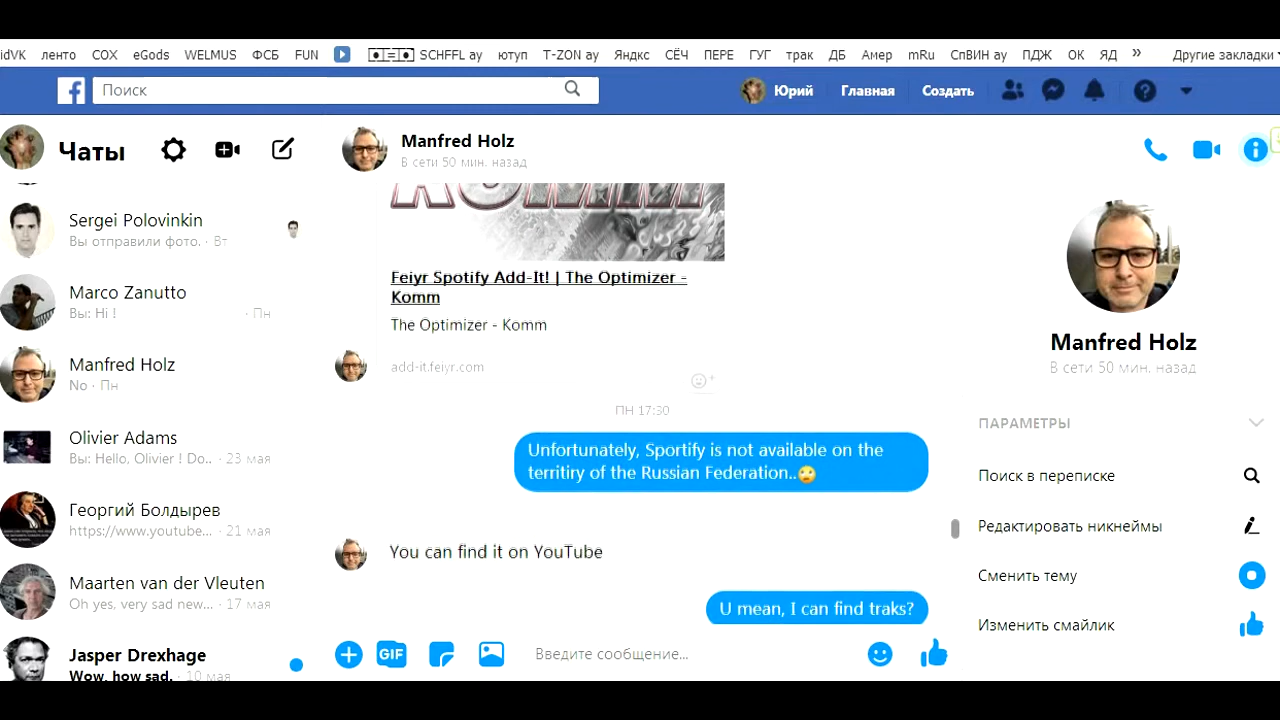 idVK ленто СОХ eGods WELMUS ФСБ FUN SCHFFL ау ютуп T-ZON ау Яндкс СЁЧ ПЕРЕ ГУГ трак ДБ Амер mRu СпВИН ау ПДЖ ОК ЯД » Другие закладки
Поиск
Юрий Главная Создать
Чаты
Manfred Holz
В сети 50 мин. назад
Sergei Polovinkin
Вы отправили фото. · Вт
Marco Zanutto
Вы: Hi ! · Пн
Manfred Holz
No · Пн
Olivier Adams
Вы: Hello, Olivier ! Do.. · 23 мая
Георгий Болдырев
https://www.youtube... · 21 мая
Maarten van der Vleuten
Oh yes, very sad new... · 17 мая
Jasper Drexhage
Wow, how sad. · 10 мая
Feiyr Spotify Add-It! | The Optimizer -
Komm
The Optimizer - Komm
add-it.feiyr.com
ПН 17:30
Unfortunately, Sportify is not available on the
territiry of the Russian Federation..🙄
You can find it on YouTube
U mean, I can find traks?
GIF
Введите сообщение...
Manfred Holz
В сети 50 мин. назад
ПАРАМЕТРЫ
Поиск в переписке
Редактировать никнеймы
Сменить тему
Изменить смайлик